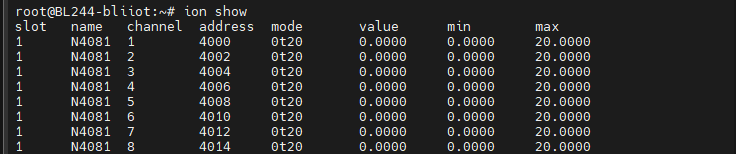 root@BL244-bliiot:~# ion show
slot name channel address mode value min max
1 N4081 1 4000 0t20 0.0000 0.0000 20.0000
1 N4081 2 4002 0t20 0.0000 0.0000 20.0000
1 N4081 3 4004 0t20 0.0000 0.0000 20.0000
1 N4081 4 4006 0t20 0.0000 0.0000 20.0000
1 N4081 5 4008 0t20 0.0000 0.0000 20.0000
1 N4081 6 4010 0t20 0.0000 0.0000 20.0000
1 N4081 7 4012 0t20 0.0000 0.0000 20.0000
1 N4081 8 4014 0t20 0.0000 0.0000 20.0000